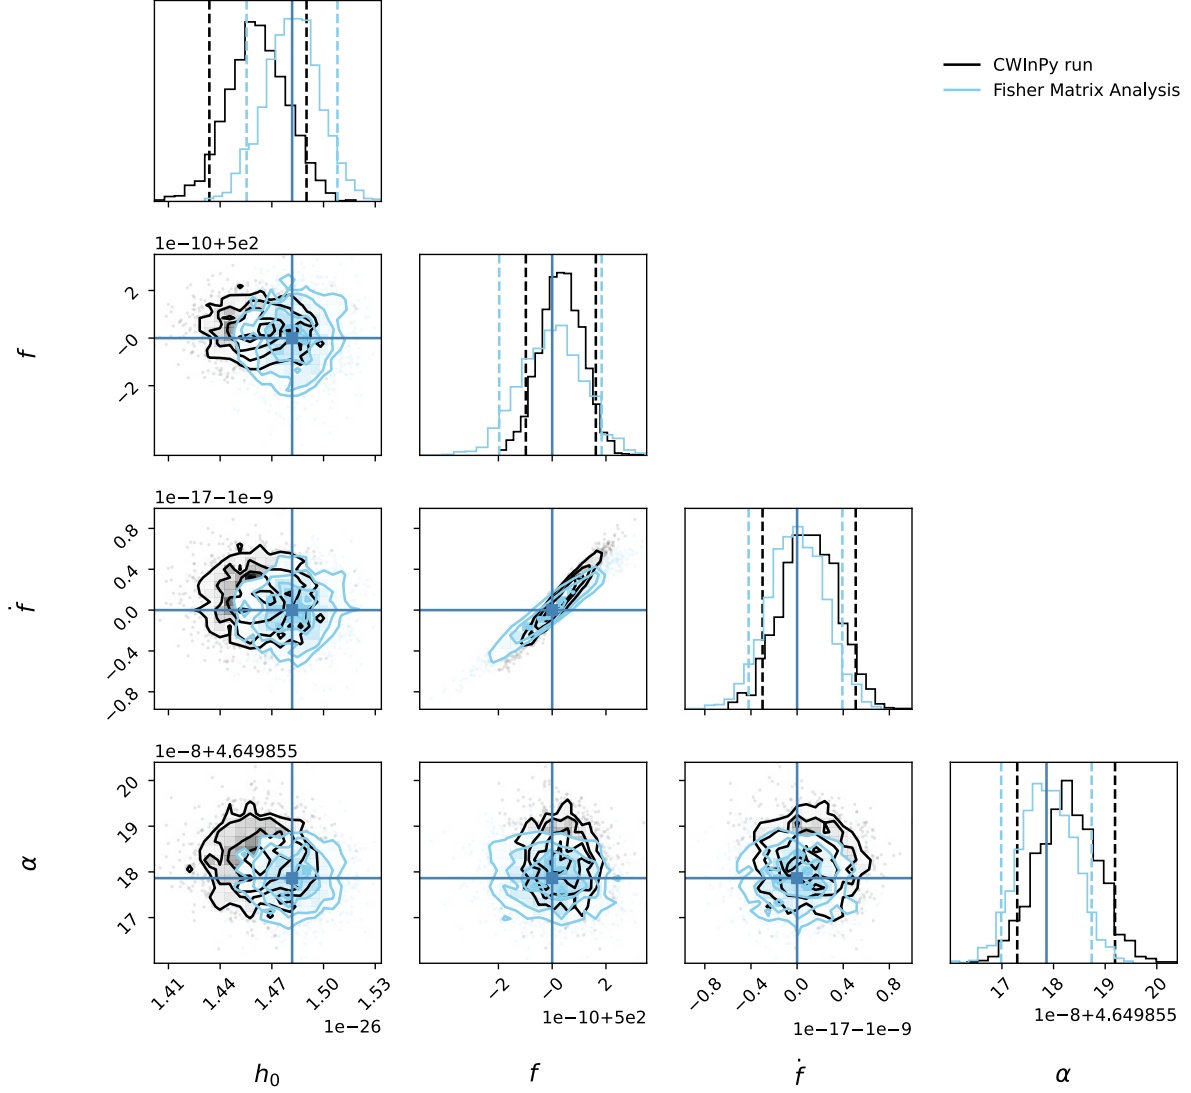 CWInPy run
Fisher Matrix Analysis
1e−10+5e2
2
−0
−2
f
1e−17−1e−9
0.8
0.4
0.0
−0.4
−0.8
ḟ
1e−8+4.649855
20
19
18
17
α
1.41 1.44 1.47 1.50 1.53
1e−26
h₀
−2 −0 2
1e−10+5e2
f
−0.8 −0.4 0.0 0.4 0.8
1e−17−1e−9
ḟ
17 18 19 20
1e−8+4.649855
α